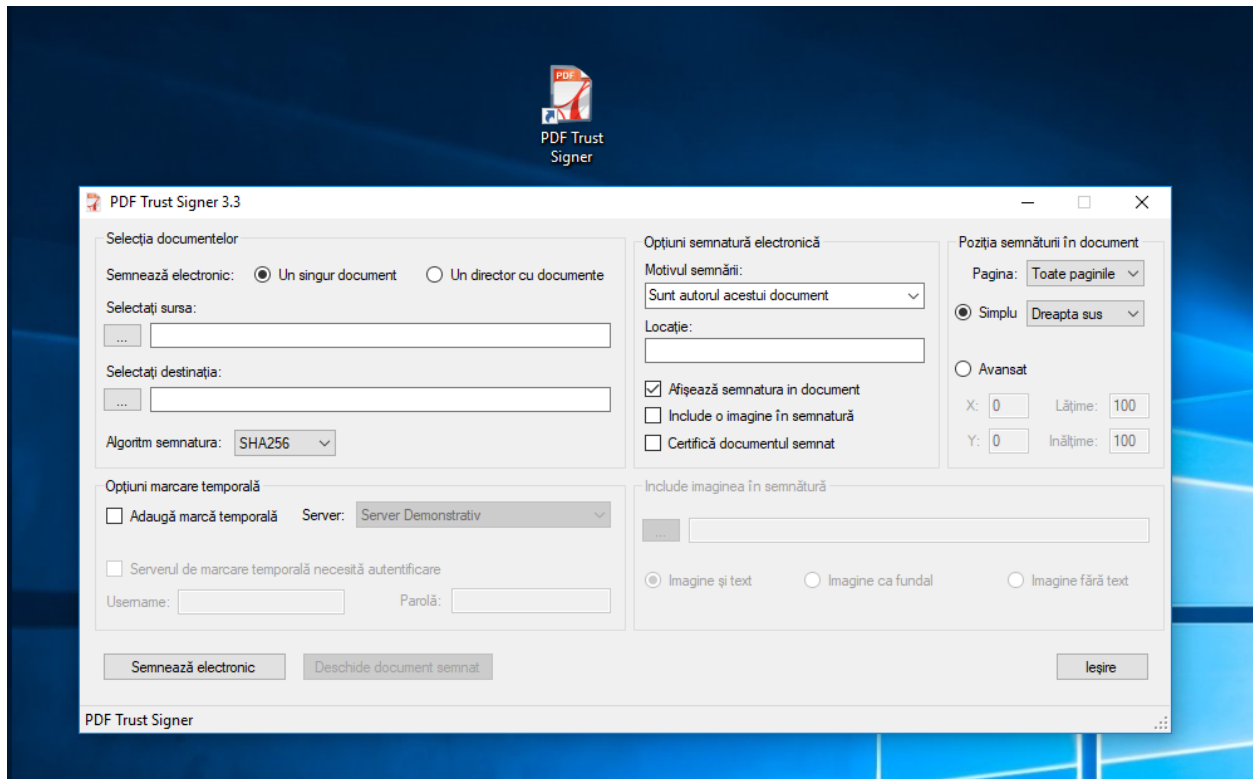 PDF
PDF Trust
Signer
PDF Trust Signer 3.3
Selecția documentelor
Semnează electronic: Un singur document Un director cu documente
Selectați sursa:
...
Selectați destinația:
...
Algoritm semnatura: SHA256
Opțiuni semnatură electronică
Motivul semnării:
Sunt autorul acestui document
Locație:
Afișează semnatura in document
Include o imagine în semnatură
Certifică documentul semnat
Poziția semnăturii în document
Pagina: Toate paginile
Simplu Dreapta sus
Avansat
X: 0 Lățime: 100
Y: 0 Inălțime: 100
Opțiuni marcare temporală
Adaugă marcă temporală Server: Server Demonstrativ
Serverul de marcare temporală necesită autentificare
Username: Parolă:
Include imaginea în semnătură
...
Imagine și text Imagine ca fundal Imagine fără text
Semnează electronic Deschide document semnat Ieșire
PDF Trust Signer